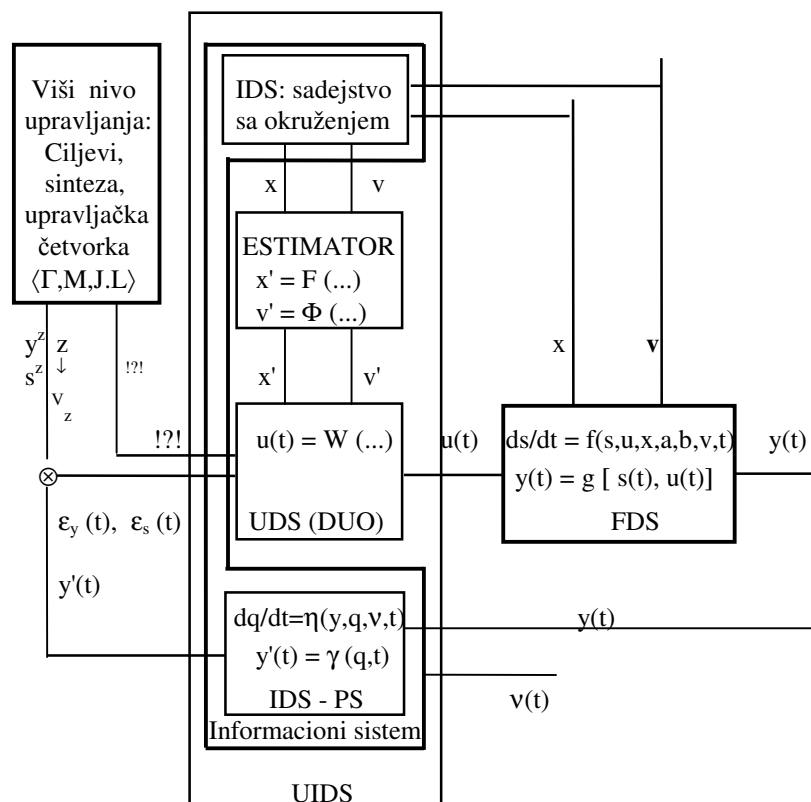 Viši nivo
upravljanja:
Ciljevi,
sinteza,
upravljačka
četvorka
⟨Γ,M,J.L⟩
IDS: sadejstvo
sa okruženjem
x v
ESTIMATOR
x' = F (...)
v' = Φ (...)
x' v'
y^z z
s^z ↓
v_z
!?!
!?!
u(t) = W (...)
UDS (DUO)
u(t)
x v
ds/dt = f(s,u,x,a,b,v,t)
y(t) = g [ s(t), u(t)]
FDS
y(t)
⊗
ε_y (t), ε_s (t)
y'(t)
dq/dt=η(y,q,ν,t)
y'(t) = γ (q,t)
IDS - PS
y(t)
ν(t)
Informacioni sistem
UIDS